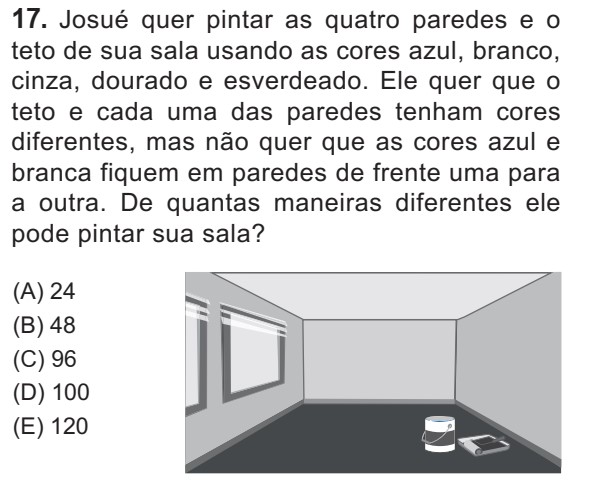 17. Josué quer pintar as quatro paredes e o
teto de sua sala usando as cores azul, branco,
cinza, dourado e esverdeado. Ele quer que o
teto e cada uma das paredes tenham cores
diferentes, mas não quer que as cores azul e
branca fiquem em paredes de frente uma para
a outra. De quantas maneiras diferentes ele
pode pintar sua sala?
(A) 24
(B) 48
(C) 96
(D) 100
(E) 120